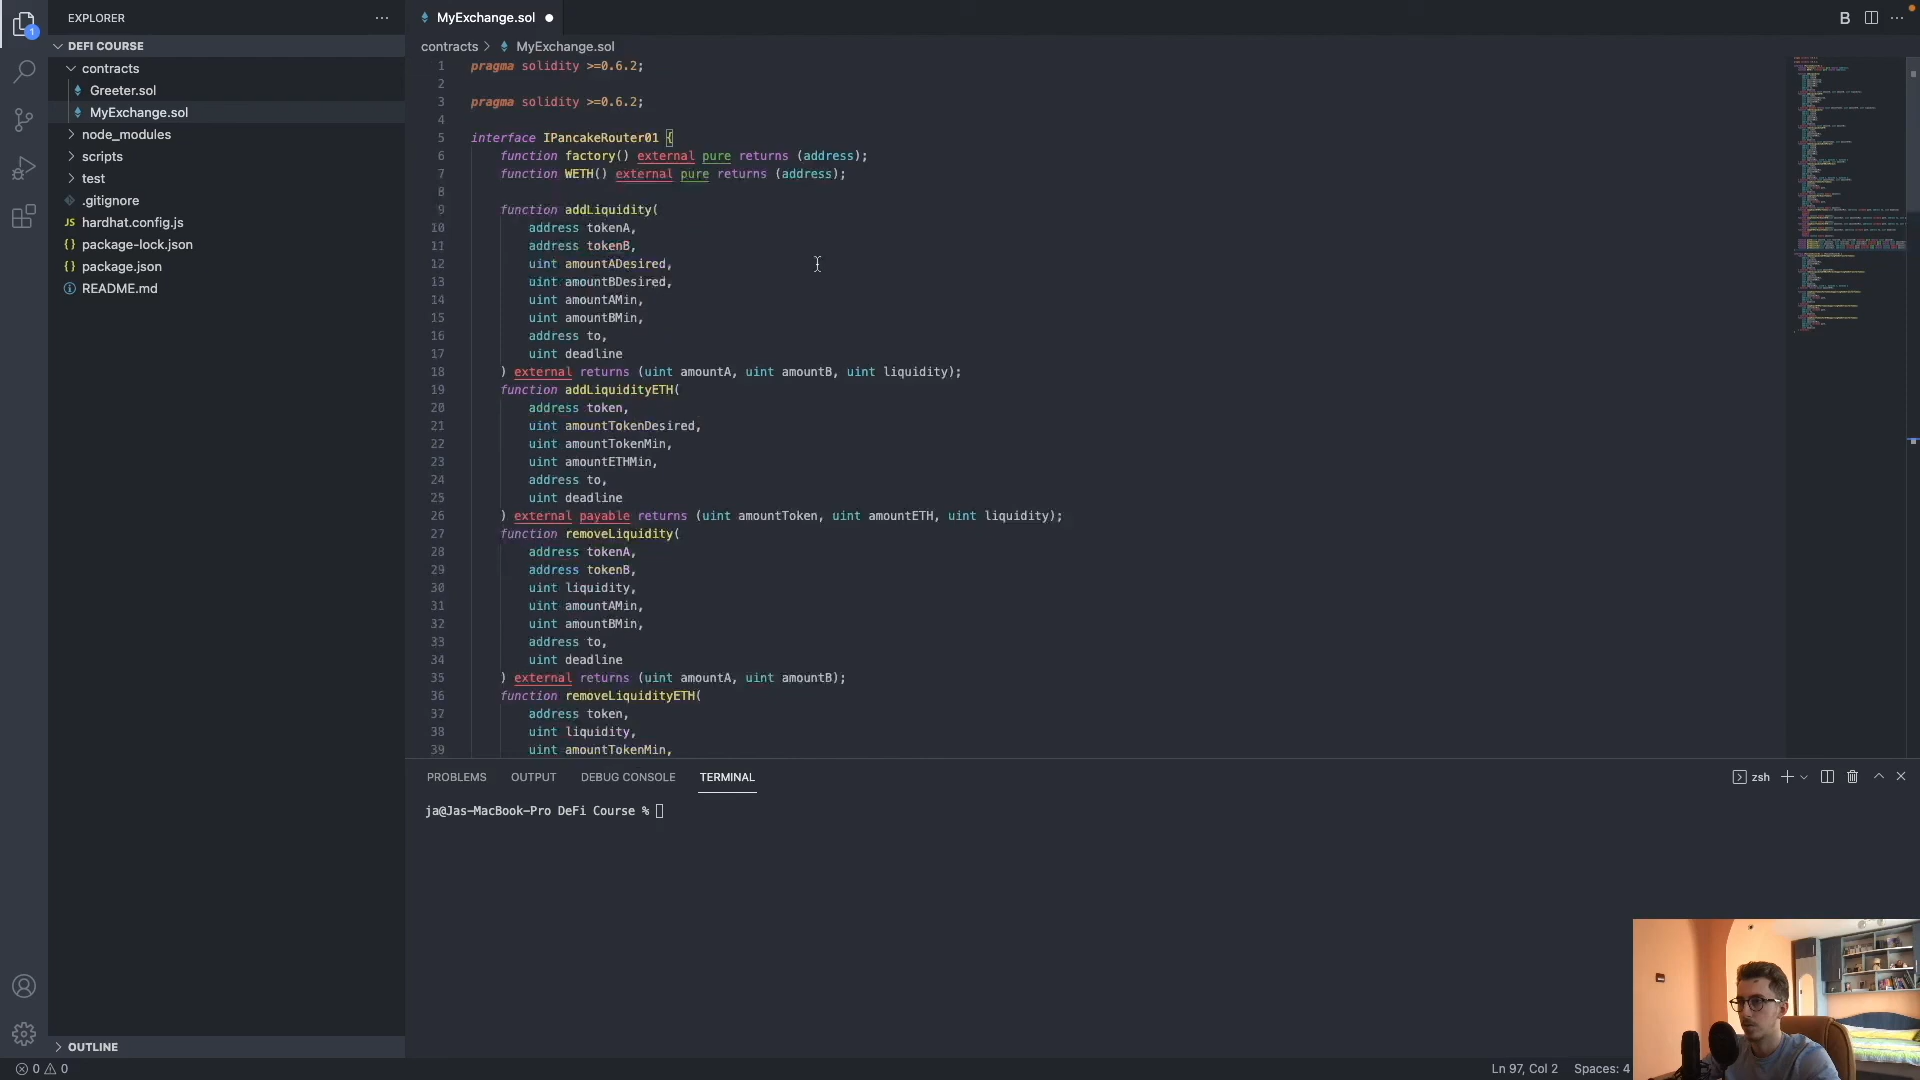 EXPLORER
DEFI COURSE
contracts
Greeter.sol
MyExchange.sol
node_modules
scripts
test
.gitignore
JS hardhat.config.js
{} package-lock.json
{} package.json
README.md
OUTLINE
0 0
1
MyExchange.sol
B
contracts > MyExchange.sol
1 pragma solidity >=0.6.2;
2
3 pragma solidity >=0.6.2;
4
5 interface IPancakeRouter01 {
6 function factory() external pure returns (address);
7 function WETH() external pure returns (address);
8
9 function addLiquidity(
10 address tokenA,
11 address tokenB,
12 uint amountADesired,
13 uint amountBDesired,
14 uint amountAMin,
15 uint amountBMin,
16 address to,
17 uint deadline
18 ) external returns (uint amountA, uint amountB, uint liquidity);
19 function addLiquidityETH(
20 address token,
21 uint amountTokenDesired,
22 uint amountTokenMin,
23 uint amountETHMin,
24 address to,
25 uint deadline
26 ) external payable returns (uint amountToken, uint amountETH, uint liquidity);
27 function removeLiquidity(
28 address tokenA,
29 address tokenB,
30 uint liquidity,
31 uint amountAMin,
32 uint amountBMin,
33 address to,
34 uint deadline
35 ) external returns (uint amountA, uint amountB);
36 function removeLiquidityETH(
37 address token,
38 uint liquidity,
39 uint amountTokenMin,
PROBLEMS OUTPUT DEBUG CONSOLE TERMINAL
zsh
ja@Jas-MacBook-Pro DeFi Course %
Ln 97, Col 2 Spaces: 4